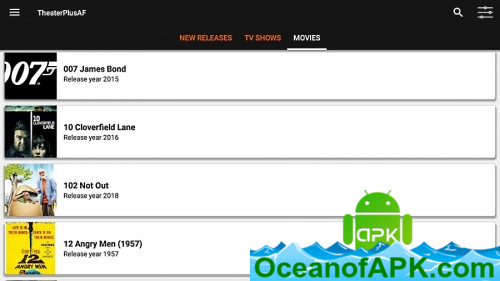 TheaterPlusAF
NEW RELEASES TV SHOWS MOVIES
007
007 James Bond
Release year 2015
10 CLOVERFIELD LANE
10 Cloverfield Lane
Release year 2016
102 Not Out
Release year 2018
12
12 Angry Men (1957)
Release year 1957
APK
OceanofAPK.com